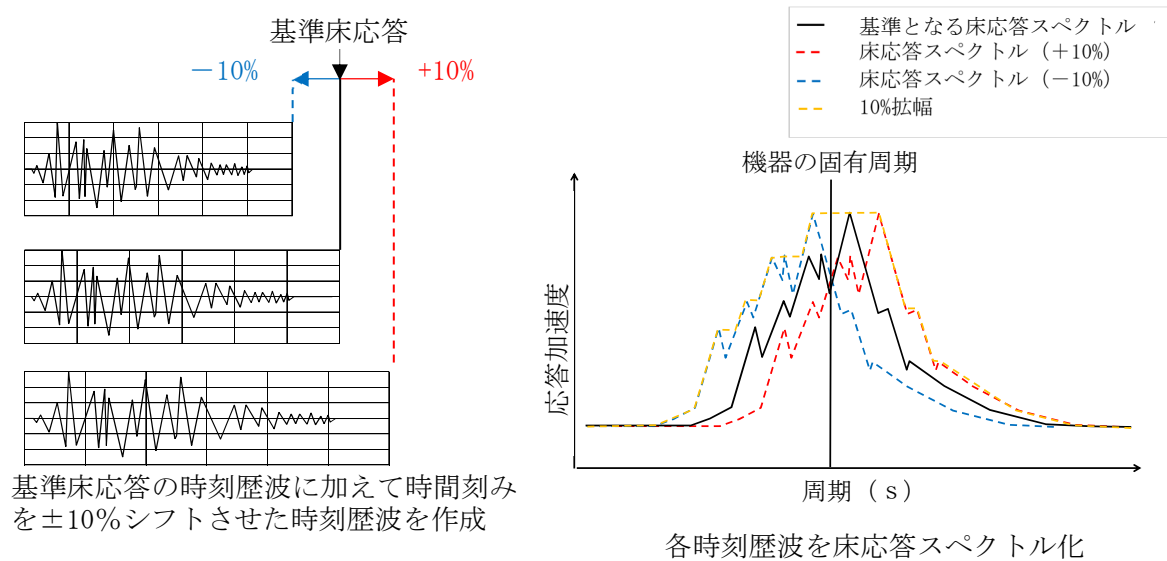 基準床応答
－10%
+10%
基準床応答の時刻歴波に加えて時間刻み
を±10％シフトさせた時刻歴波を作成
基準となる床応答スペクトル
床応答スペクトル（＋10%）
床応答スペクトル（－10%）
10%拡幅
機器の固有周期
応答加速度
周期（ｓ）
各時刻歴波を床応答スペクトル化